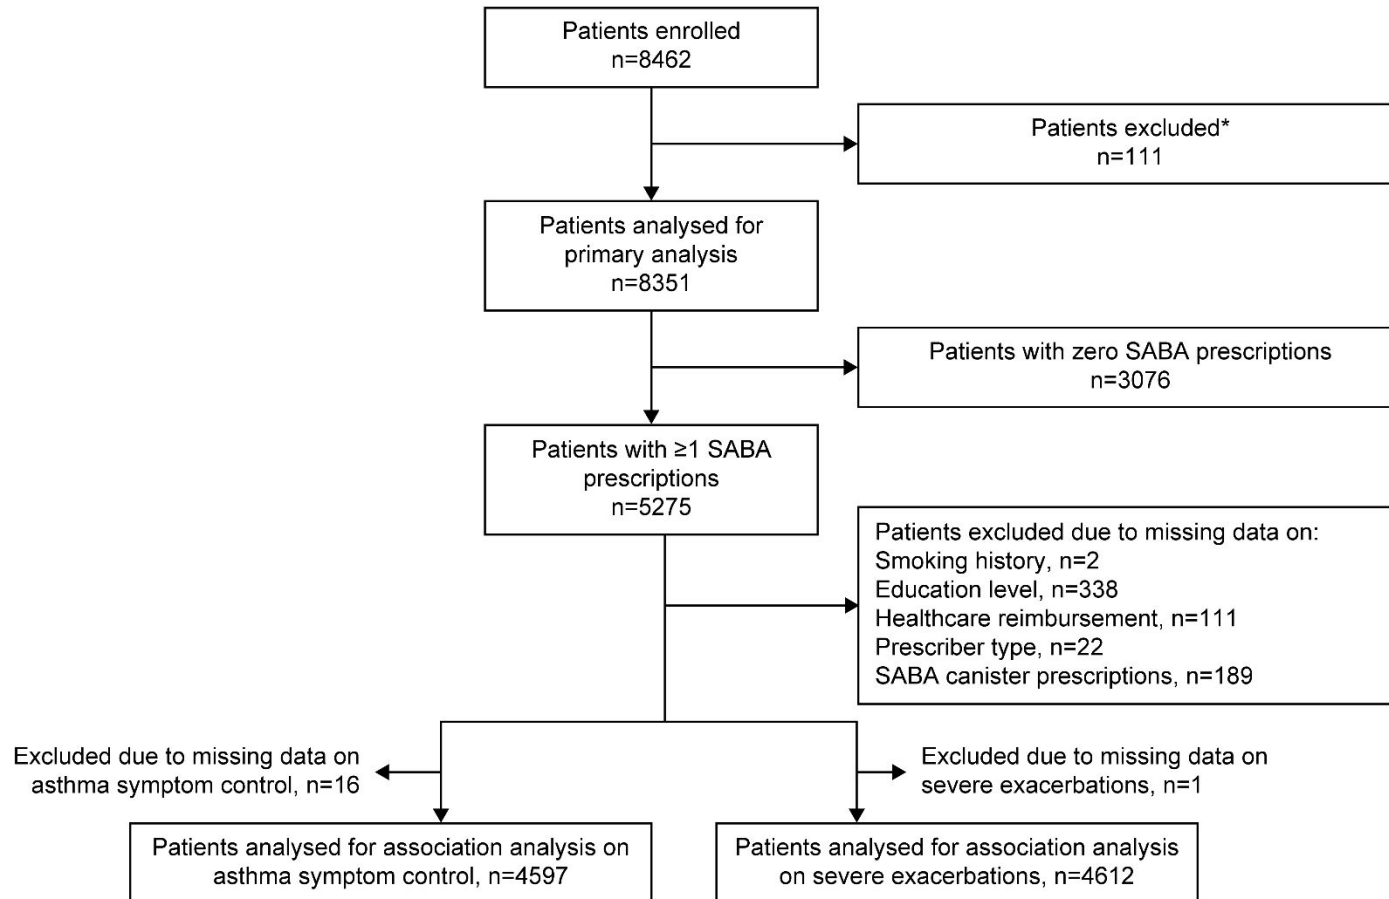 Patients enrolled
n=8462
Patients excluded*
n=111
Patients analysed for
primary analysis
n=8351
Patients with zero SABA prescriptions
n=3076
Patients with ≥1 SABA
prescriptions
n=5275
Patients excluded due to missing data on:
Smoking history, n=2
Education level, n=338
Healthcare reimbursement, n=111
Prescriber type, n=22
SABA canister prescriptions, n=189
Excluded due to missing data on
asthma symptom control, n=16
Excluded due to missing data on
severe exacerbations, n=1
Patients analysed for association analysis on
asthma symptom control, n=4597
Patients analysed for association analysis
on severe exacerbations, n=4612